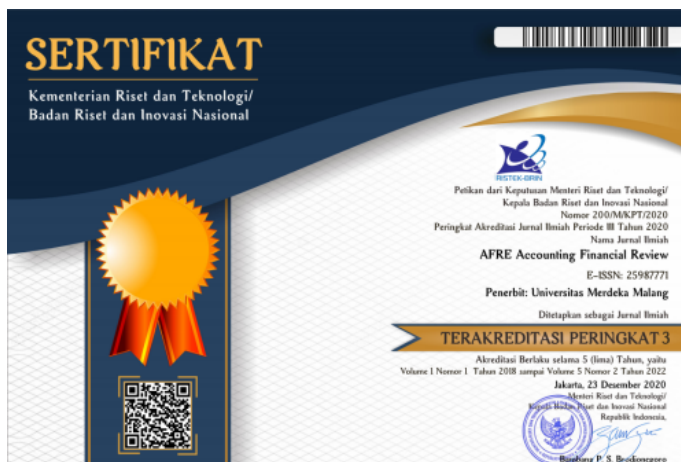 SERTIFIKAT
Kementerian Riset dan Teknologi/
Badan Riset dan Inovasi Nasional
RISTEK-BRIN
Petikan dari Keputusan Menteri Riset dan Teknologi/
Kepala Badan Riset dan Inovasi Nasional
Nomor 200/M/KPT/2020
Peringkat Akreditasi Jurnal Ilmiah Periode III Tahun 2020
Nama Jurnal Ilmiah
AFRE Accounting Financial Review
E-ISSN: 25987771
Penerbit: Universitas Merdeka Malang
Ditetapkan sebagai Jurnal Ilmiah
TERAKREDITASI PERINGKAT 3
Akreditasi Berlaku selama 5 (lima) Tahun, yaitu
Volume 1 Nomor 1 Tahun 2018 sampai Volume 5 Nomor 2 Tahun 2022
Jakarta, 23 Desember 2020
Menteri Riset dan Teknologi/
Kepala Badan Riset dan Inovasi Nasional
Republik Indonesia,
Bambang P. S. Brodjonegoro